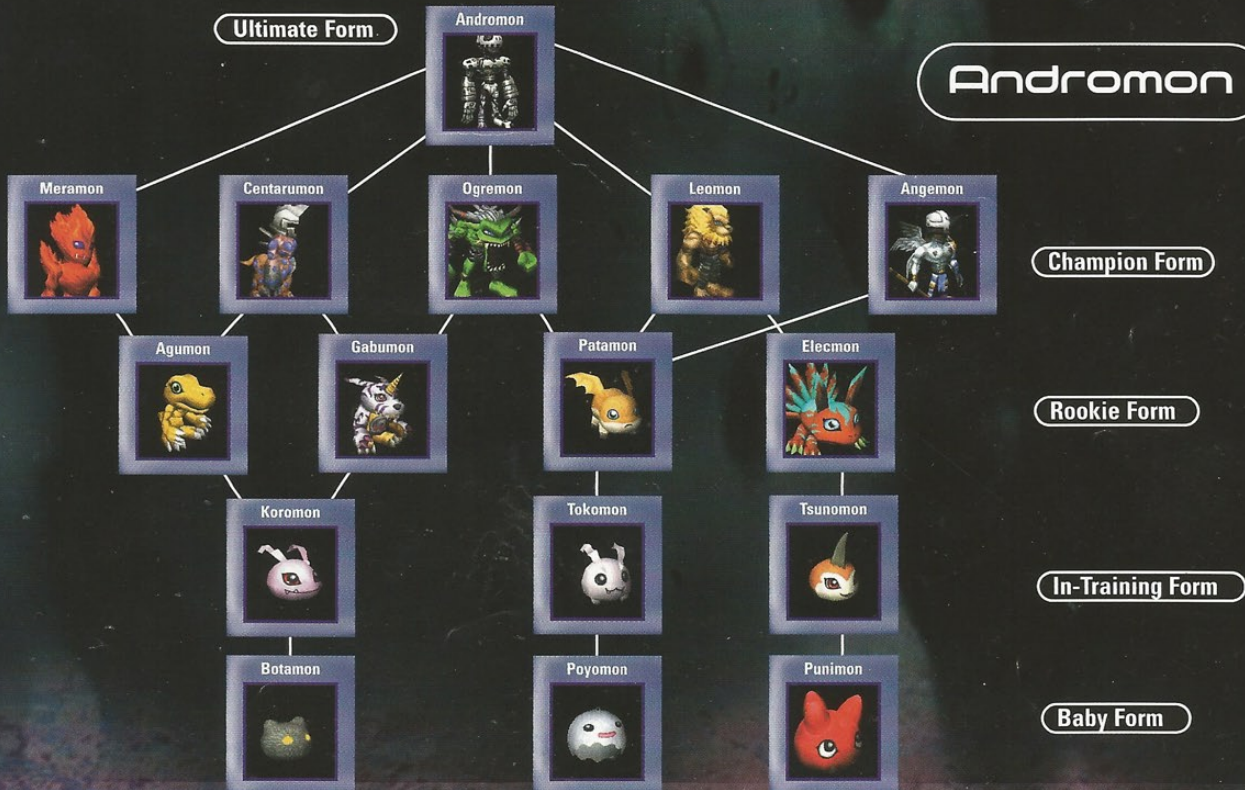 Ultimate Form
Andromon
Andromon
Meramon
Centarumon
Ogremon
Leomon
Angemon
Champion Form
Agumon
Gabumon
Patamon
Elecmon
Rookie Form
Koromon
Tokomon
Tsunomon
In-Training Form
Botamon
Poyomon
Punimon
Baby Form